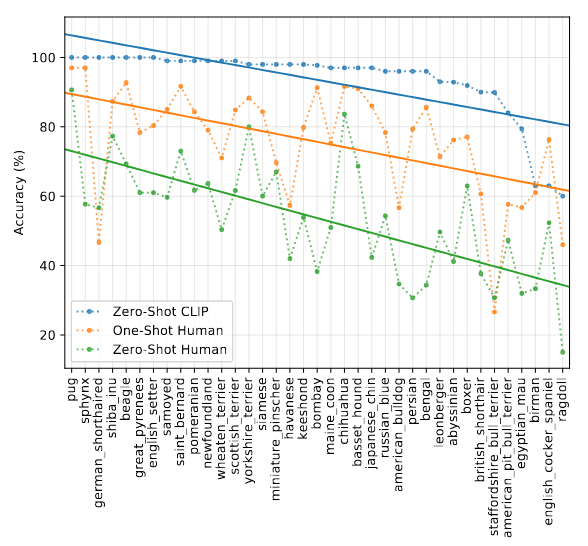 Accuracy (%)
100
80
60
40
20
Zero-Shot CLIP
One-Shot Human
Zero-Shot Human
pug
sphynx
german_shorthaired
shiba_inu
beagle
great_pyrenees
english_setter
samoyed
saint_bernard
pomeranian
newfoundland
wheaten_terrier
scottish_terrier
yorkshire_terrier
siamese
miniature_pinscher
havanese
keeshond
bombay
maine_coon
chihuahua
basset_hound
japanese_chin
russian_blue
american_bulldog
persian
bengal
leonberger
abyssinian
boxer
british_shorthair
staffordshire_bull_terrier
american_pit_bull_terrier
egyptian_mau
birman
english_cocker_spaniel
ragdoll